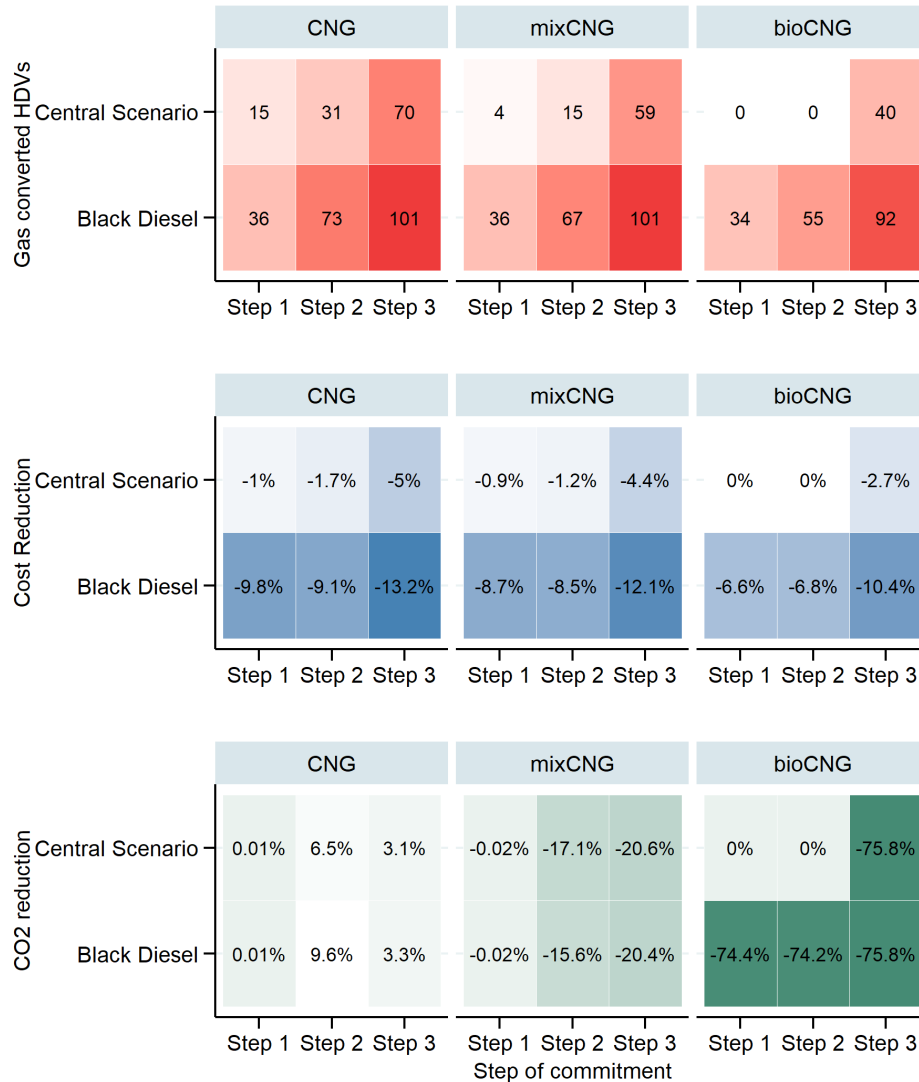 CNG mixCNG bioCNG
Gas converted HDVs
Central Scenario 15 31 70 4 15 59 0 0 40
Black Diesel 36 73 101 36 67 101 34 55 92
Step 1 Step 2 Step 3 Step 1 Step 2 Step 3 Step 1 Step 2 Step 3
CNG mixCNG bioCNG
Cost Reduction
Central Scenario -1% -1.7% -5% -0.9% -1.2% -4.4% 0% 0% -2.7%
Black Diesel -9.8% -9.1% -13.2% -8.7% -8.5% -12.1% -6.6% -6.8% -10.4%
Step 1 Step 2 Step 3 Step 1 Step 2 Step 3 Step 1 Step 2 Step 3
CNG mixCNG bioCNG
CO2 reduction
Central Scenario 0.01% 6.5% 3.1% -0.02% -17.1% -20.6% 0% 0% -75.8%
Black Diesel 0.01% 9.6% 3.3% -0.02% -15.6% -20.4% -74.4% -74.2% -75.8%
Step 1 Step 2 Step 3 Step 1 Step 2 Step 3 Step 1 Step 2 Step 3
Step of commitment